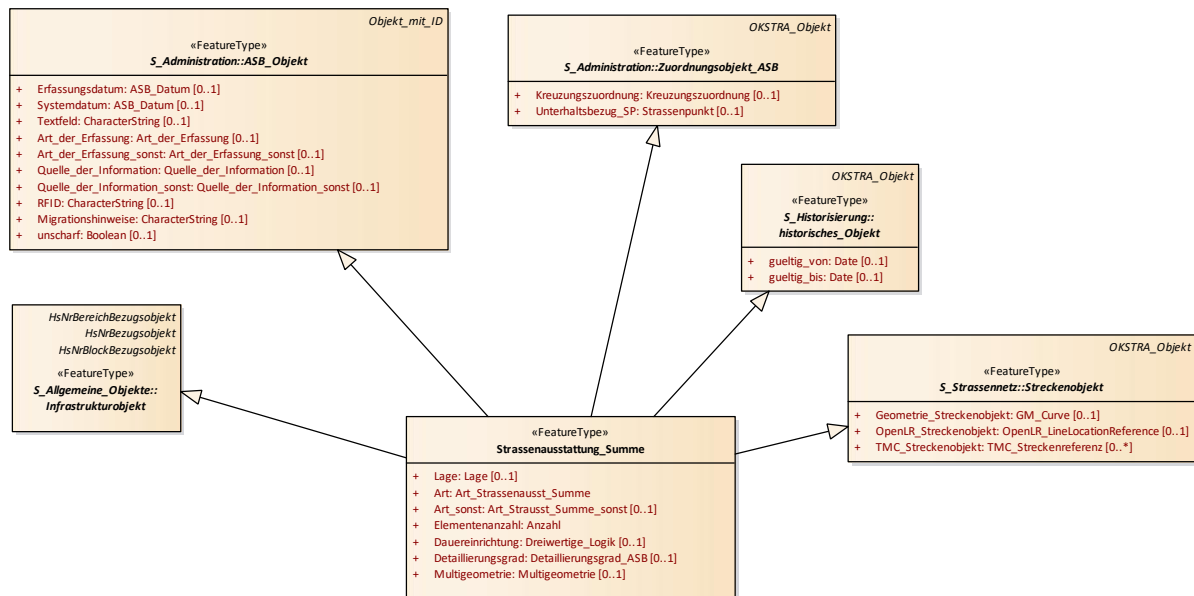 Objekt_mit_ID
«FeatureType»
S_Administration::ASB_Objekt
+ Erfassungsdatum: ASB_Datum [0..1]
+ Systemdatum: ASB_Datum [0..1]
+ Textfeld: CharacterString [0..1]
+ Art_der_Erfassung: Art_der_Erfassung [0..1]
+ Art_der_Erfassung_sonst: Art_der_Erfassung_sonst [0..1]
+ Quelle_der_Information: Quelle_der_Information [0..1]
+ Quelle_der_Information_sonst: Quelle_der_Information_sonst [0..1]
+ RFID: CharacterString [0..1]
+ Migrationshinweise: CharacterString [0..1]
+ unscharf: Boolean [0..1]
OKSTRA_Objekt
«FeatureType»
S_Administration::Zuordnungsobjekt_ASB
+ Kreuzungszuordnung: Kreuzungszuordnung [0..1]
+ Unterhaltsbezug_SP: Strassenpunkt [0..1]
OKSTRA_Objekt
«FeatureType»
S_Historisierung::
historisches_Objekt
+ gueltig_von: Date [0..1]
+ gueltig_bis: Date [0..1]
HsNrBereichBezugsobjekt
HsNrBezugsobjekt
HsNrBlockBezugsobjekt
«FeatureType»
S_Allgemeine_Objekte::
Infrastrukturobjekt
OKSTRA_Objekt
«FeatureType»
S_Strassennetz::Streckenobjekt
+ Geometrie_Streckenobjekt: GM_Curve [0..1]
+ OpenLR_Streckenobjekt: OpenLR_LineLocationReference [0..1]
+ TMC_Streckenobjekt: TMC_Streckenreferenz [0..*]
«FeatureType»
Strassenausstattung_Summe
+ Lage: Lage [0..1]
+ Art: Art_Strassenausst_Summe
+ Art_sonst: Art_Strausst_Summe_sonst [0..1]
+ Elementenanzahl: Anzahl
+ Dauereinrichtung: Dreiwertige_Logik [0..1]
+ Detaillierungsgrad: Detaillierungsgrad_ASB [0..1]
+ Multigeometrie: Multigeometrie [0..1]